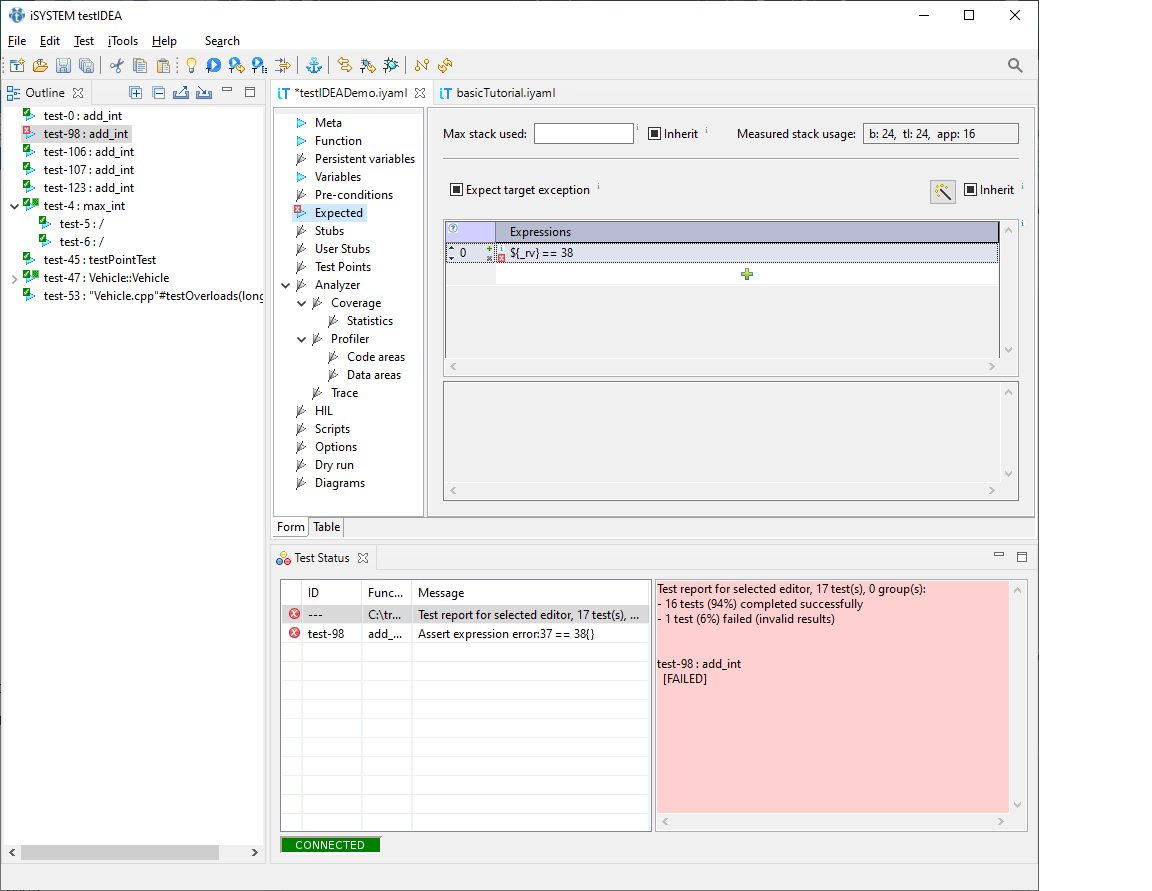 iSYSTEM testIDEA
File Edit Test iTools Help Search
Outline
test-0 : add_int
test-98 : add_int
test-106 : add_int
test-107 : add_int
test-123 : add_int
test-4 : max_int
test-5 : /
test-6 : /
test-45 : testPointTest
test-47 : Vehicle::Vehicle
test-53 : "Vehicle.cpp"#testOverloads(long
*testIDEADemo.iyaml
basicTutorial.iyaml
Meta
Function
Persistent variables
Variables
Pre-conditions
Expected
Stubs
User Stubs
Test Points
Analyzer
Coverage
Statistics
Profiler
Code areas
Data areas
Trace
HIL
Scripts
Options
Dry run
Diagrams
Max stack used: Inherit Measured stack usage: b: 24, tl: 24, app: 16
Expect target exception Inherit
Expressions
0 ${_rv} == 38
Form Table
Test Status
ID Func... Message
--- C:\tr... Test report for selected editor, 17 test(s), ...
test-98 add_... Assert expression error:37 == 38{}
Test report for selected editor, 17 test(s), 0 group(s):
- 16 tests (94%) completed successfully
- 1 test (6%) failed (invalid results)
test-98 : add_int
[FAILED]
CONNECTED